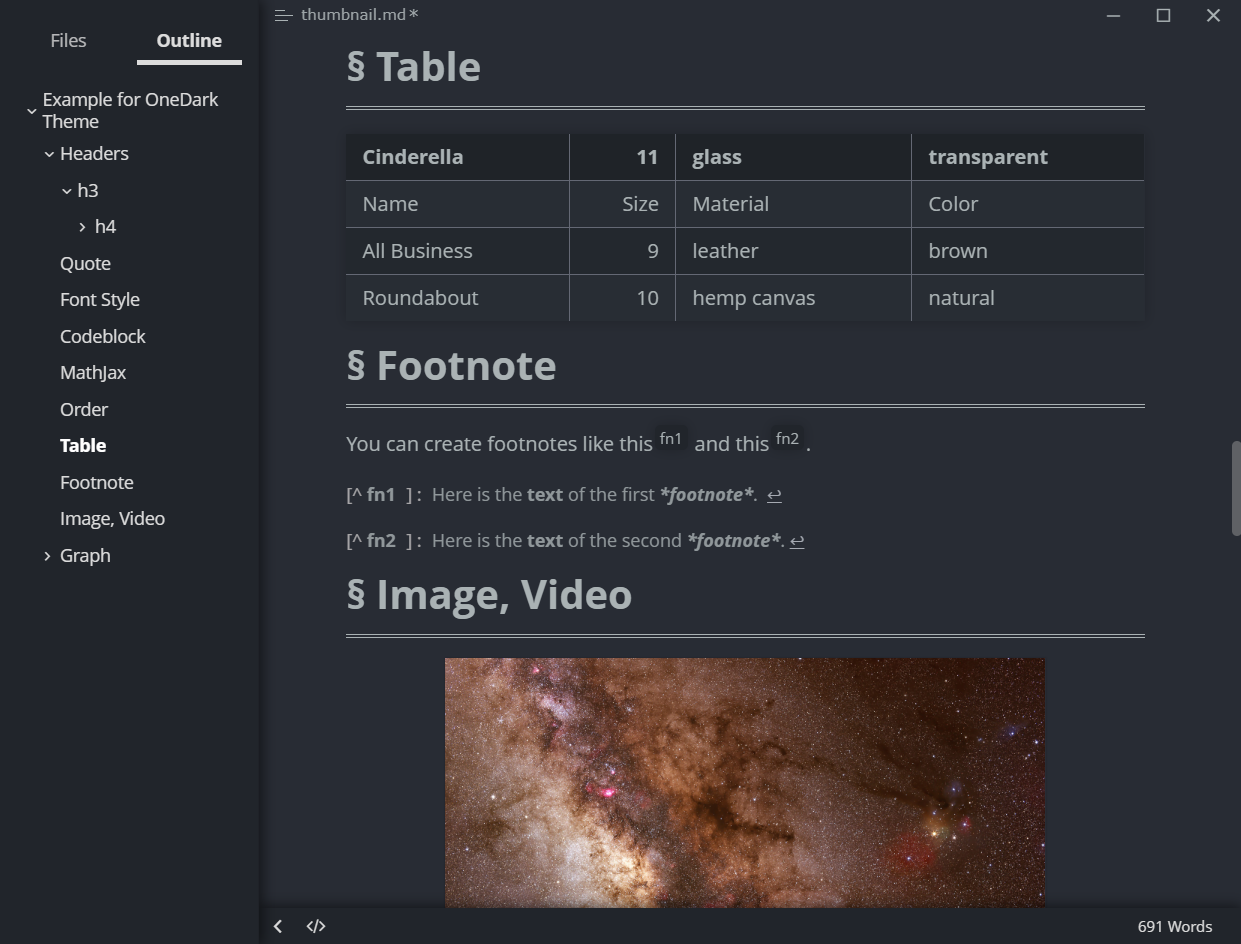 Files
Outline
Example for OneDark
Theme
Headers
h3
h4
Quote
Font Style
Codeblock
MathJax
Order
Table
Footnote
Image, Video
Graph
thumbnail.md*
§ Table
Cinderella 11 glass transparent
Name Size Material Color
All Business 9 leather brown
Roundabout 10 hemp canvas natural
§ Footnote
You can create footnotes like this fn1 and this fn2 .
[^ fn1 ] : Here is the text of the first *footnote*. ↩
[^ fn2 ] : Here is the text of the second *footnote*. ↩
§ Image, Video
</> 691 Words